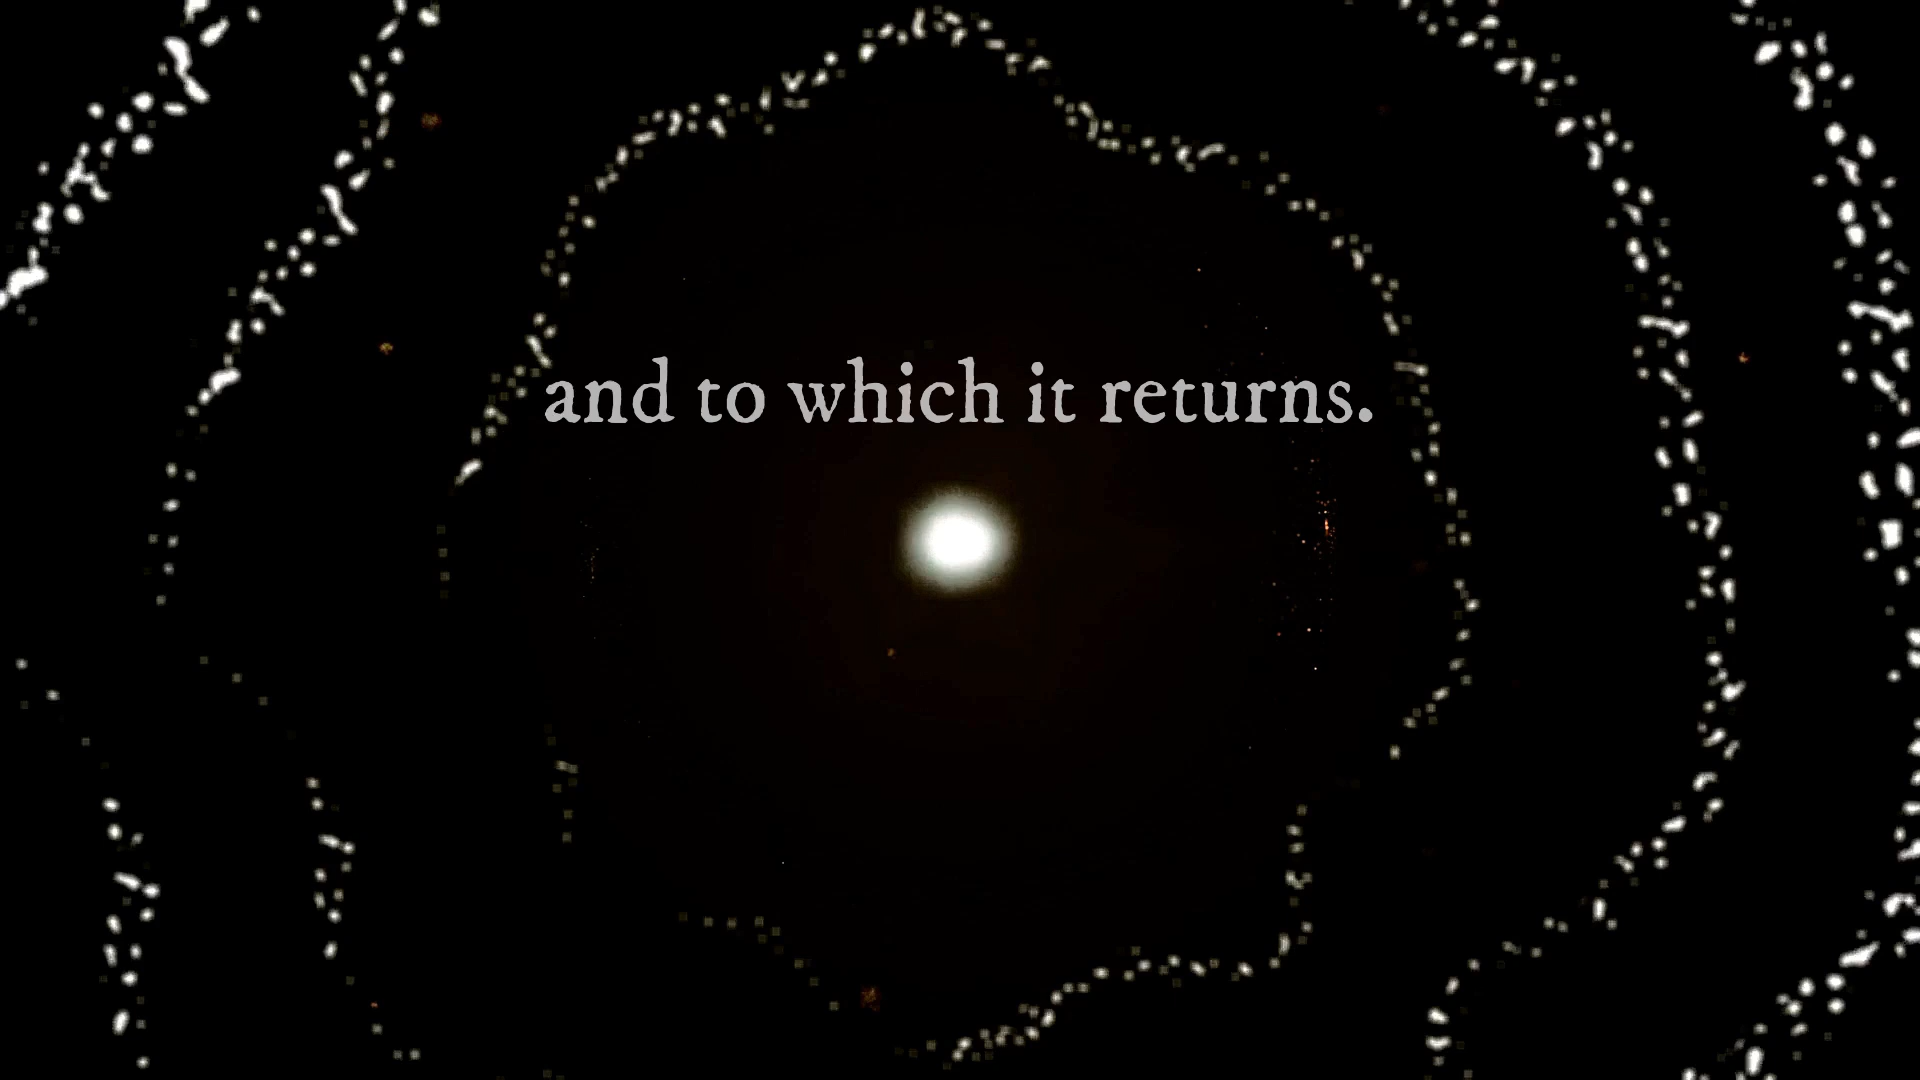 and to which it returns.